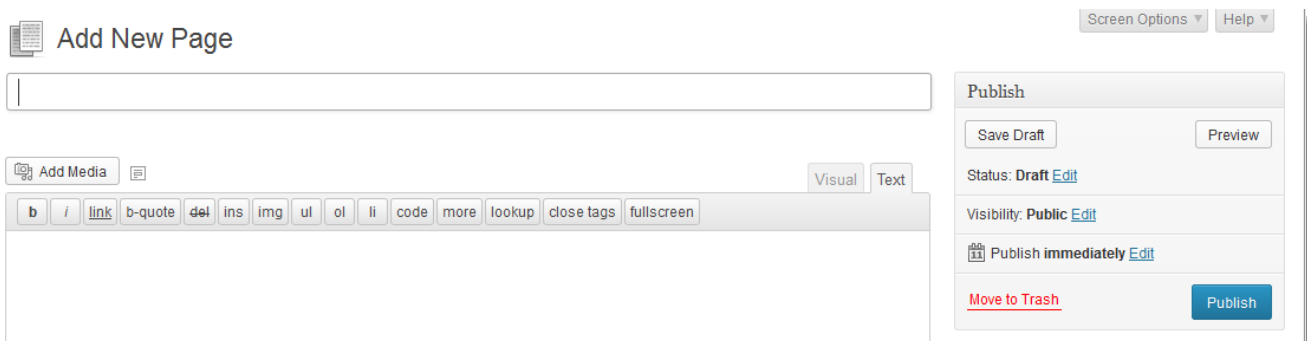 Screen Options Help
Add New Page
Publish
Save Draft Preview
Add Media
Visual Text
Status: Draft Edit
b i link b-quote del ins img ul ol li code more lookup close tags fullscreen
Visibility: Public Edit
11 Publish immediately Edit
Move to Trash Publish